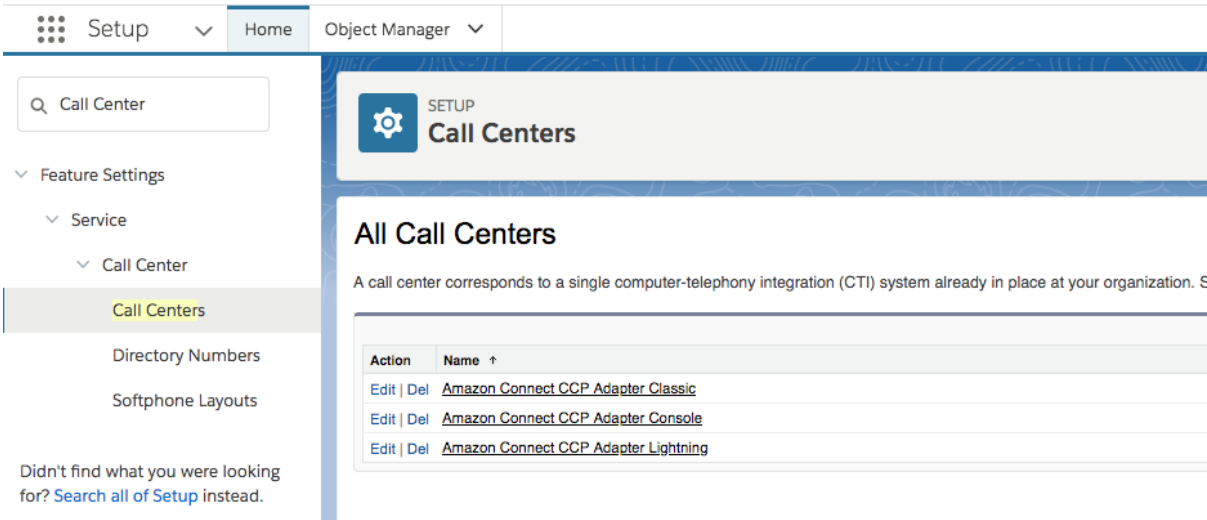 Setup
Home
Object Manager
Call Center
Feature Settings
Service
Call Center
Call Centers
Directory Numbers
Softphone Layouts
Didn't find what you were looking
for? Search all of Setup instead.
SETUP
Call Centers
All Call Centers
A call center corresponds to a single computer-telephony integration (CTI) system already in place at your organization. S
Action Name ↑
Edit | Del Amazon Connect CCP Adapter Classic
Edit | Del Amazon Connect CCP Adapter Console
Edit | Del Amazon Connect CCP Adapter Lightning